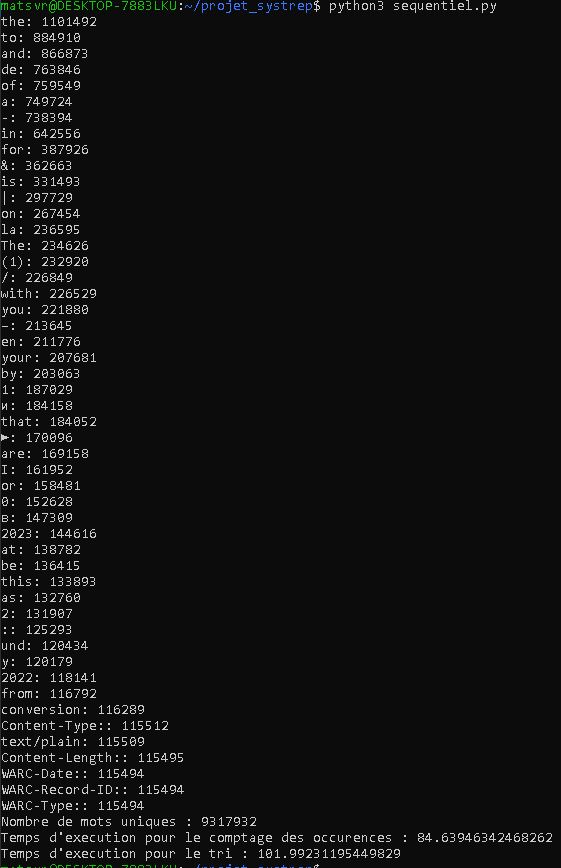 matsvr@DESKTOP-7883LKU:~/projet_systrep$ python3 sequentiel.py
the: 1101492
to: 884910
and: 866873
de: 763846
of: 759549
a: 749724
-: 738394
in: 642556
for: 387926
&: 362663
is: 331493
|: 297729
on: 267454
la: 236595
The: 234626
(1): 232920
/: 226849
with: 226529
you: 221880
–: 213645
en: 211776
your: 207681
by: 203063
1: 187029
и: 184158
that: 184052
►: 170096
are: 169158
I: 161952
or: 158481
0: 152628
в: 147309
2023: 144616
at: 138782
be: 136415
this: 133893
as: 132760
2: 131907
:: 125293
und: 120434
y: 120179
2022: 118141
from: 116792
conversion: 116289
Content-Type:: 115512
text/plain: 115509
Content-Length:: 115495
WARC-Date:: 115494
WARC-Record-ID:: 115494
WARC-Type:: 115494
Nombre de mots uniques : 9317932
Temps d'execution pour le comptage des occurences : 84.63946342468262
Temps d'execution pour le tri : 101.99231195449829